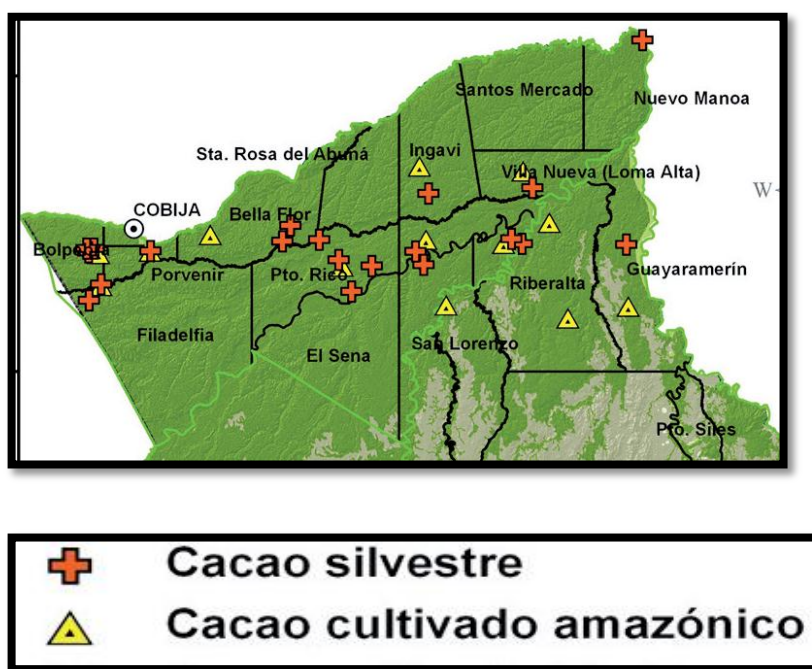 Santos Mercado
Nuevo Manoa
Sta. Rosa del Abuná
Ingavi
Villa Nueva (Loma Alta)
W
COBIJA
Bella Flor
Bolpebra
Porvenir
Pto. Rico
Riberalta
Guayaramerín
Filadelfia
El Sena
San Lorenzo
Pto. Siles
Cacao silvestre
Cacao cultivado amazónico